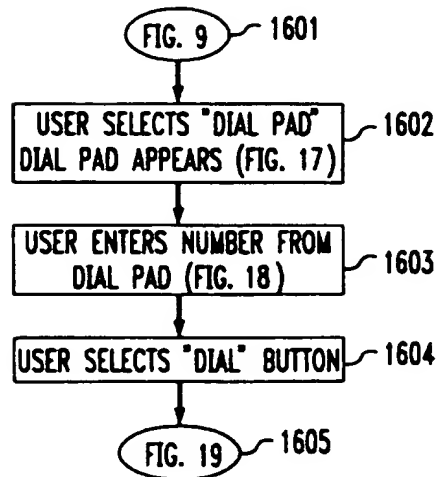 FIG. 9
1601
USER SELECTS "DIAL PAD"
DIAL PAD APPEARS (FIG. 17)
1602
USER ENTERS NUMBER FROM
DIAL PAD (FIG. 18)
1603
USER SELECTS "DIAL" BUTTON
1604
FIG. 19
1605